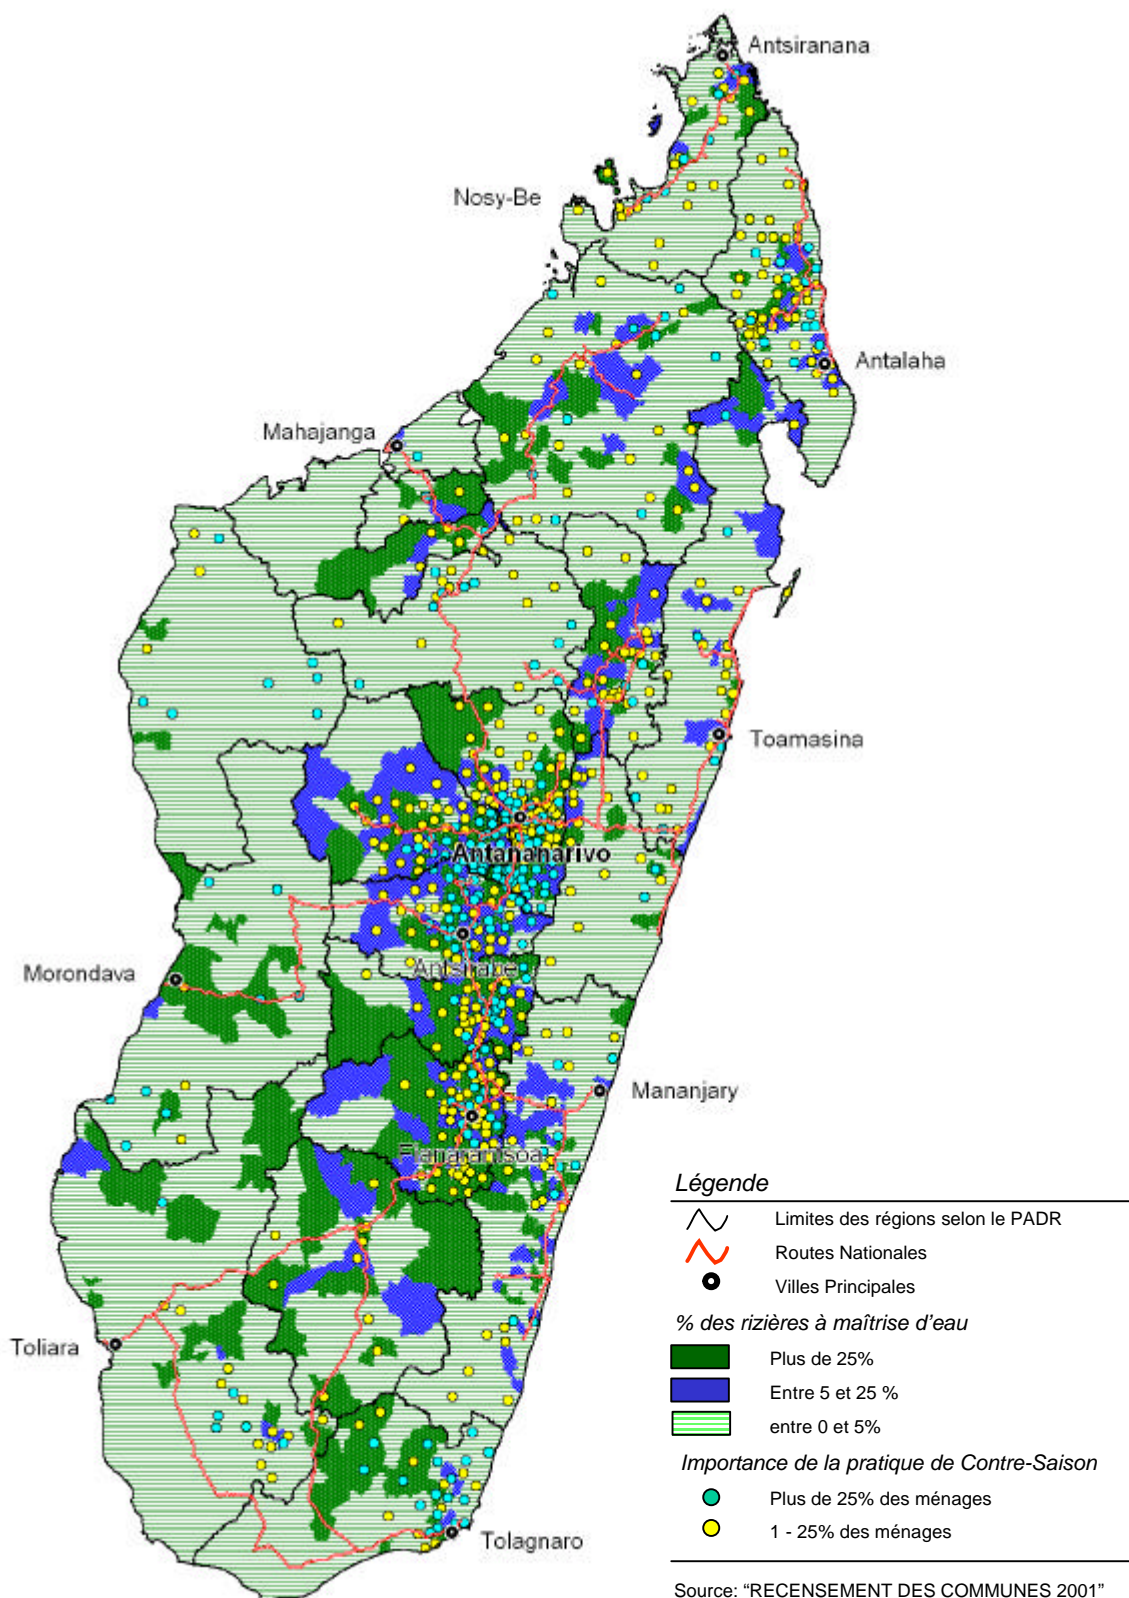 Antsiranana
Nosy-Be
Antalaha
Mahajanga
Toamasina
Antananarivo
Antsirabe
Morondava
Mananjary
Fianarantsoa
Toliara
Tolagnaro
Légende
Limites des régions selon le PADR
Routes Nationales
Villes Principales
% des rizières à maîtrise d'eau
Plus de 25%
Entre 5 et 25 %
entre 0 et 5%
Importance de la pratique de Contre-Saison
Plus de 25% des ménages
1 - 25% des ménages
Source: “RECENSEMENT DES COMMUNES 2001”